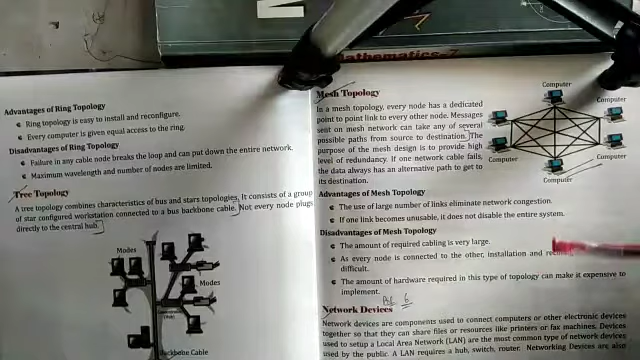 Mathematics-7
Advantages of Ring Topology
Ring topology is easy to install and reconfigure.
Every computer is given equal access to the ring.
Disadvantages of Ring Topology
Failure in any cable node breaks the loop and can put down the entire network.
Maximum wavelength and number of nodes are limited.
Tree Topology
A tree topology combines characteristics of bus and stars topologies. It consists of a group
of star configured workstation connected to a bus backbone cable. Not every node plugs
directly to the central hub.
Modes
Modes
Backbone Cable
Mesh Topology
In a mesh topology, every node has a dedicated
point to point link to every other node. Messages
sent on mesh network can take any of several
possible paths from source to destination. The
purpose of the mesh design is to provide high
level of redundancy. If one network cable fails,
the data always has an alternative path to get to
its destination.
Computer
Computer
Computer
Computer
Computer
Advantages of Mesh Topology
The use of large number of links eliminate network congestion.
If one link becomes unusable, it does not disable the entire system.
Disadvantages of Mesh Topology
The amount of required cabling is very large.
As every node is connected to the other, installation and
difficult.
The amount of hardware required in this type of topology can make it expensive to
implement.
6
Network Devices
Network devices are components used to connect computers or other electronic devices
together so that they can share files or resources like printers or fax machines. Devices
used to setup a Local Area Network (LAN) are the most common type of network devices
used by the public. A LAN requires a hub, switch, router. Networking Devices are also